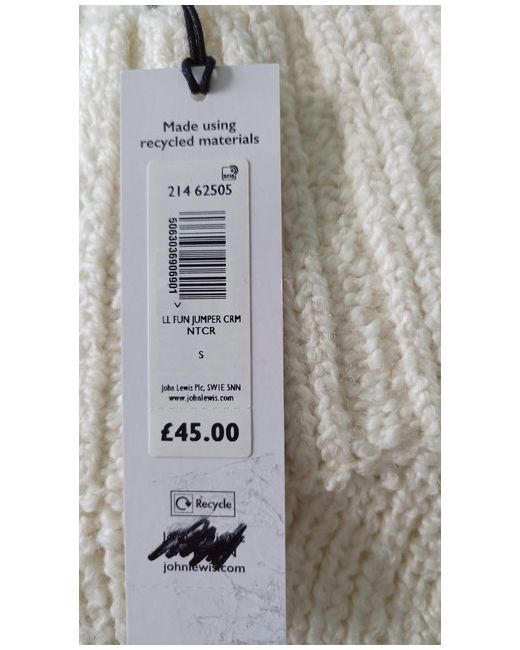 Made using
recycled materials
RFID
214 62505
5063036906901 >
LL FUN JUMPER CRM
NTCR
S
John Lewis Plc, SW1E 5NN
www.johnlewis.com
£45.00
Recycle
johnlewis.com